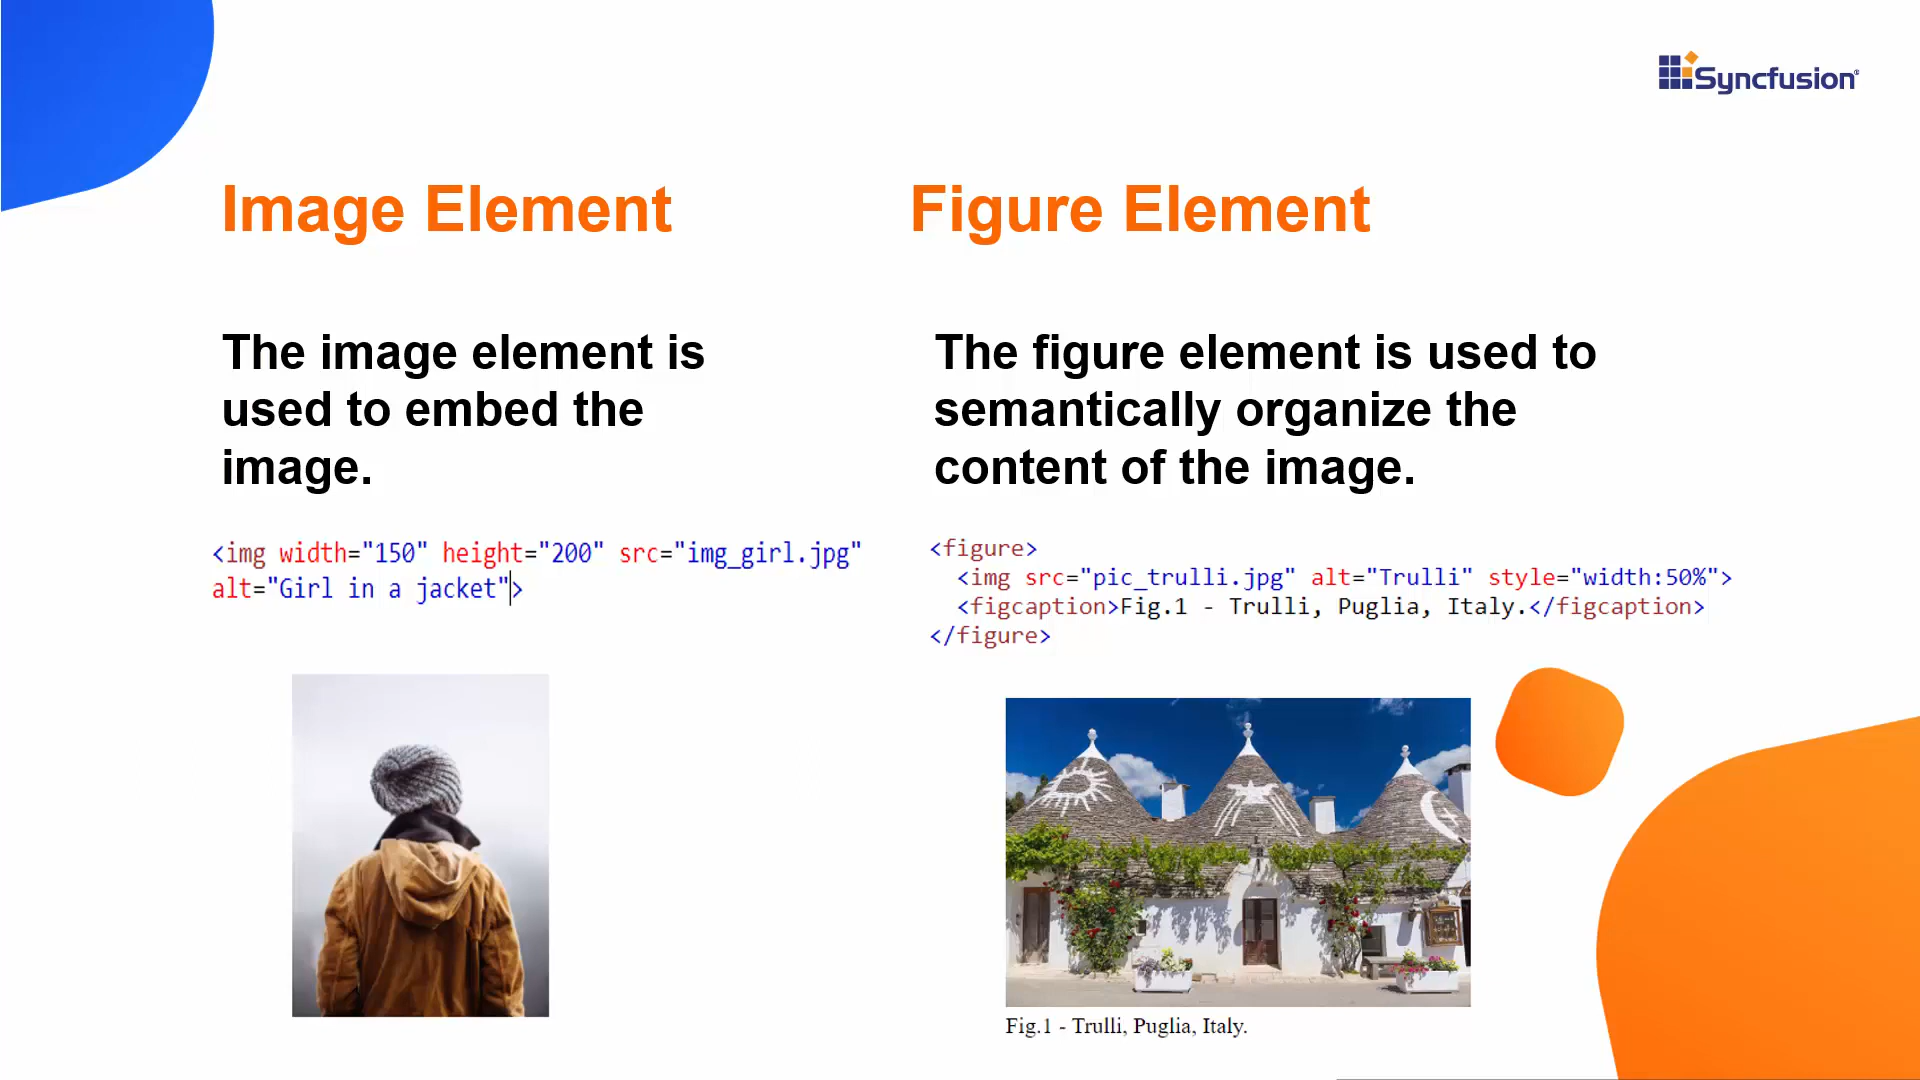 Syncfusion
Image Element
The image element is
used to embed the
image.
<img width="150" height="200" src="img_girl.jpg"
alt="Girl in a jacket">
Figure Element
The figure element is used to
semantically organize the
content of the image.
<figure>
<img src="pic_trulli.jpg" alt="Trulli" style="width:50%">
<figcaption>Fig.1 - Trulli, Puglia, Italy.</figcaption>
</figure>
Fig.1 - Trulli, Puglia, Italy.